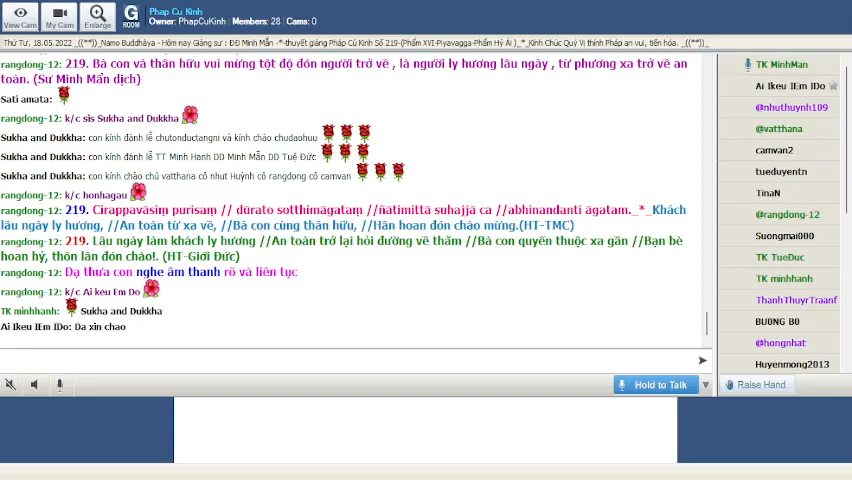 Phap Cu Kinh
Owner: PhapCuKinh | Members: 28 | Cams: 0
View Cam
My Cam
Enlarge
G
ROOM
Thứ Tư, 18.05.2022 _((**))_Namo Buddhàya - Hôm nay Giảng sư : ĐĐ Minh Mẫn -*-thuyết giảng Pháp Cú Kinh Số 219-(Phẩm XVI-Piyavagga-Phẩm Hỷ Ái )_*_Kính Chúc Quý Vị thính Pháp an vui, tiến hóa. _((**))_
rangdong-12: 219. Bà con và thân hữu vui mừng tột độ đón người trở về , là người ly hương lâu ngày , từ phương xa trở về an
toàn. (Sư Minh Mẫn dịch)
Sati amata:
rangdong-12: k/c sis Sukha and Dukkha
Sukha and Dukkha: con kính đảnh lễ chutonductangni và kính chào chudaohuu
Sukha and Dukkha: con kính đảnh lễ TT Minh Hanh DD Minh Mẫn DD Tuệ Đức
Sukha and Dukkha: con kính chào chú vatthana cô nhut Huỳnh cô rangdong cô camvan
rangdong-12: k/c honhagau
rangdong-12: 219. Cirappavāsiṃ purisaṃ // dūrato sotthimāgataṃ //ñātimittā suhajjā ca //abhinandanti āgataṃ._*_Khách
lâu ngày ly hương, //An toàn từ xa về, //Bà con cùng thân hữu, //Hân hoan đón chào mừng.(HT-TMC)
rangdong-12: 219. Lâu ngày làm khách ly hương //An toàn trở lại hỏi đường về thăm //Bà con quyến thuộc xa gần //Bạn bè
hoan hỷ, thôn lân đón chào!. (HT-Giới Đức)
rangdong-12: Dạ thưa con nghe âm thanh rõ và liên tục
rangdong-12: k/c Ai keu Em Do
TK minhhanh: Sukha and Dukkha
Ai Ikeu IEm IDo: Da xin chao
Hold to Talk
TK MinhMan
Ai Ikeu IEm IDo
@nhuthuynh109
@vatthana
camvan2
tueduyentn
TinaN
@rangdong-12
Suongmai000
TK TueDuc
TK minhhanh
ThanhThuyrTraanf
BU0NG B0
@hongnhat
Huyenmong2013
Raise Hand